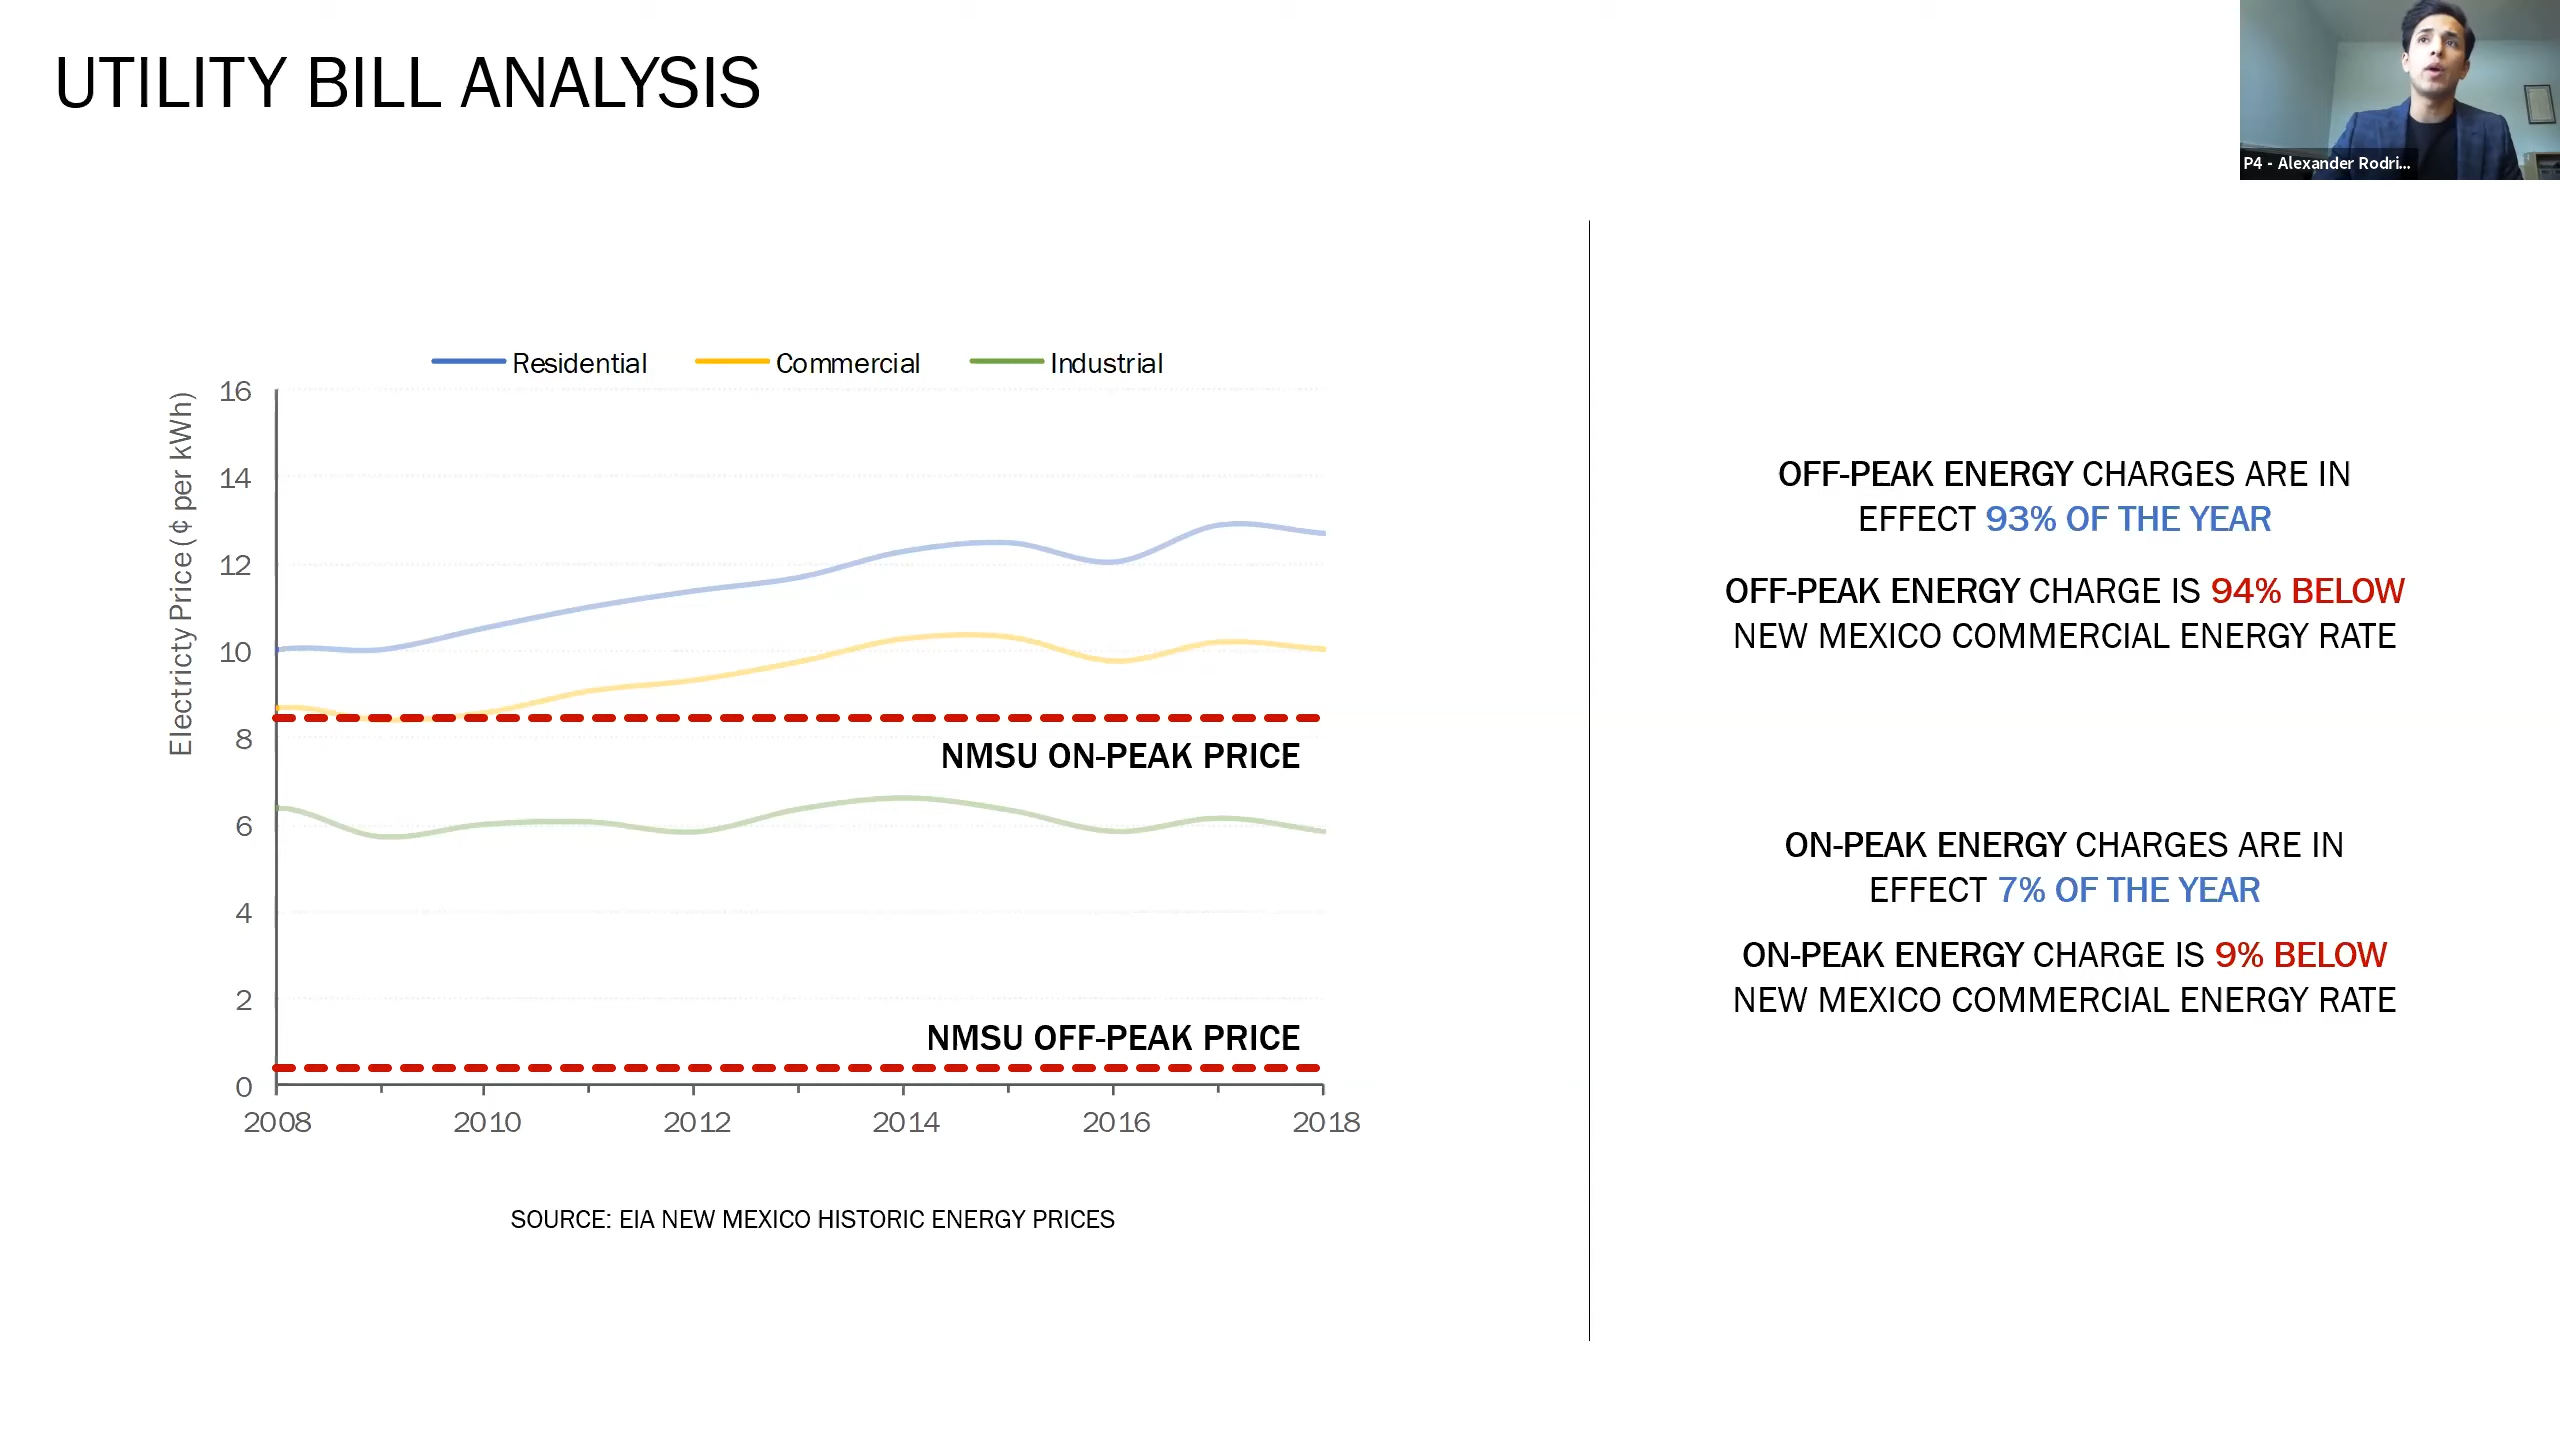 UTILITY BILL ANALYSIS
P4 - Alexander Rodri...
Residential
Commercial
Industrial
Electricty Price (¢ per kWh)
16
14
12
10
8
6
4
2
0
NMSU ON-PEAK PRICE
NMSU OFF-PEAK PRICE
2008
2010
2012
2014
2016
2018
SOURCE: EIA NEW MEXICO HISTORIC ENERGY PRICES
OFF-PEAK ENERGY CHARGES ARE IN
EFFECT 93% OF THE YEAR
OFF-PEAK ENERGY CHARGE IS 94% BELOW
NEW MEXICO COMMERCIAL ENERGY RATE
ON-PEAK ENERGY CHARGES ARE IN
EFFECT 7% OF THE YEAR
ON-PEAK ENERGY CHARGE IS 9% BELOW
NEW MEXICO COMMERCIAL ENERGY RATE